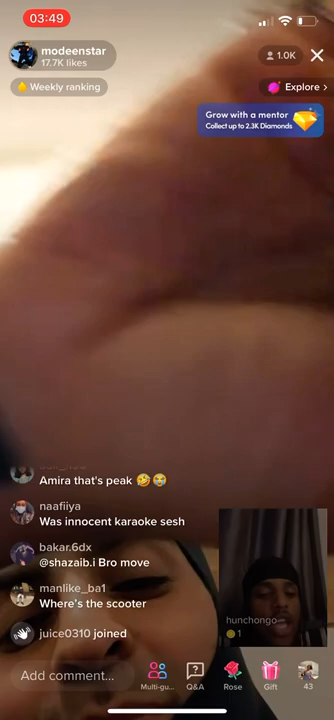 03:49
modeenstar
17.7K likes
1.0K
Weekly ranking
Explore >
Grow with a mentor
Collect up to 2.3K Diamonds
Amira that's peak 🤣😭
naafiiya
Was innocent karaoke sesh
bakar.6dx
@shazaib.i Bro move
manlike_ba1
Where's the scooter
juice0310 joined
hunchongo
1
Add comment...
Multi-gu...
Q&A
Rose
Gift
43